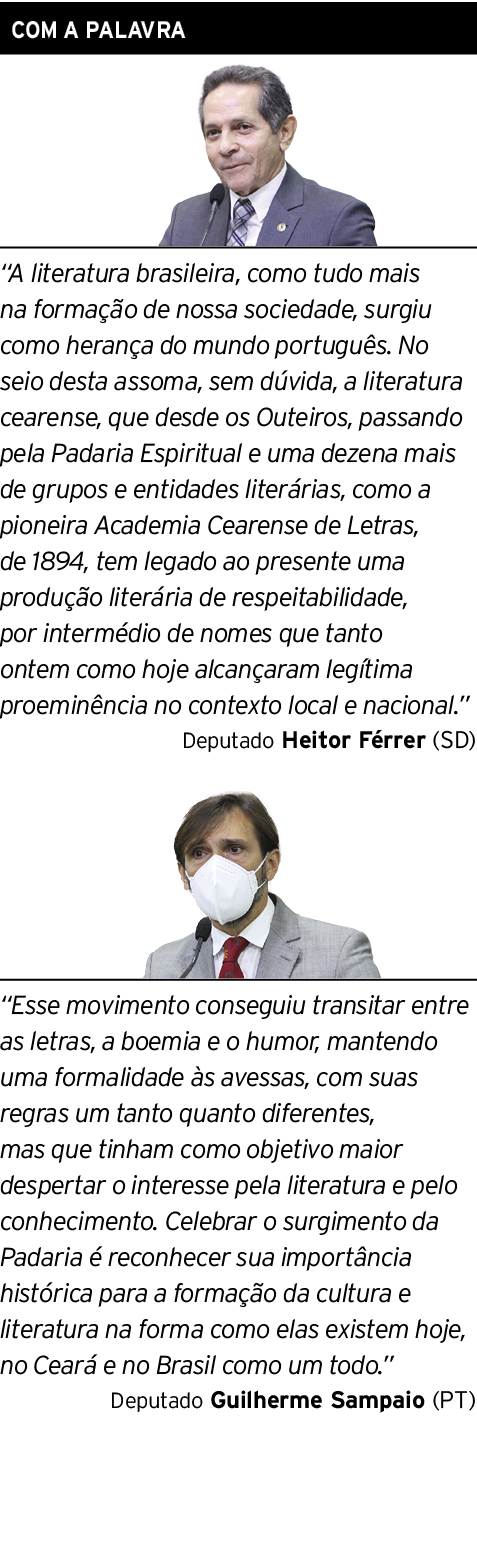 COM A PALAVRA
“A literatura brasileira, como tudo mais
na formação de nossa sociedade, surgiu
como herança do mundo português. No
seio desta assoma, sem dúvida, a literatura
cearense, que desde os Outeiros, passando
pela Padaria Espiritual e uma dezena mais
de grupos e entidades literárias, como a
pioneira Academia Cearense de Letras,
de 1894, tem legado ao presente uma
produção literária de respeitabilidade,
por intermédio de nomes que tanto
ontem como hoje alcançaram legítima
proeminência no contexto local e nacional.”
Deputado Heitor Férrer (SD)
“Esse movimento conseguiu transitar entre
as letras, a boemia e o humor, mantendo
uma formalidade às avessas, com suas
regras um tanto quanto diferentes,
mas que tinham como objetivo maior
despertar o interesse pela literatura e pelo
conhecimento. Celebrar o surgimento da
Padaria é reconhecer sua importância
histórica para a formação da cultura e
literatura na forma como elas existem hoje,
no Ceará e no Brasil como um todo.”
Deputado Guilherme Sampaio (PT)